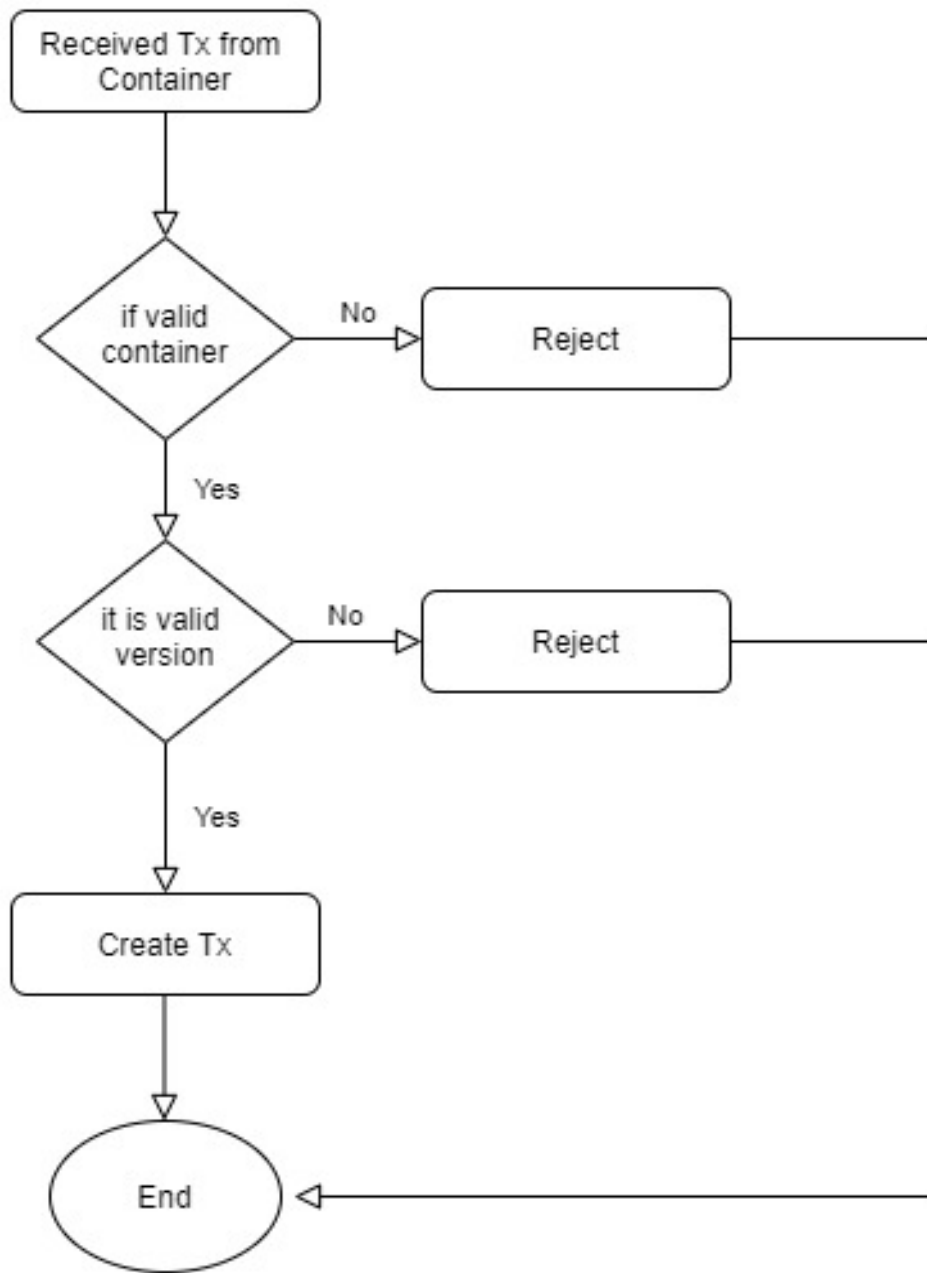 Received Tx from
Container
if valid
container
No
Reject
Yes
it is valid
version
No
Reject
Yes
Create Tx
End